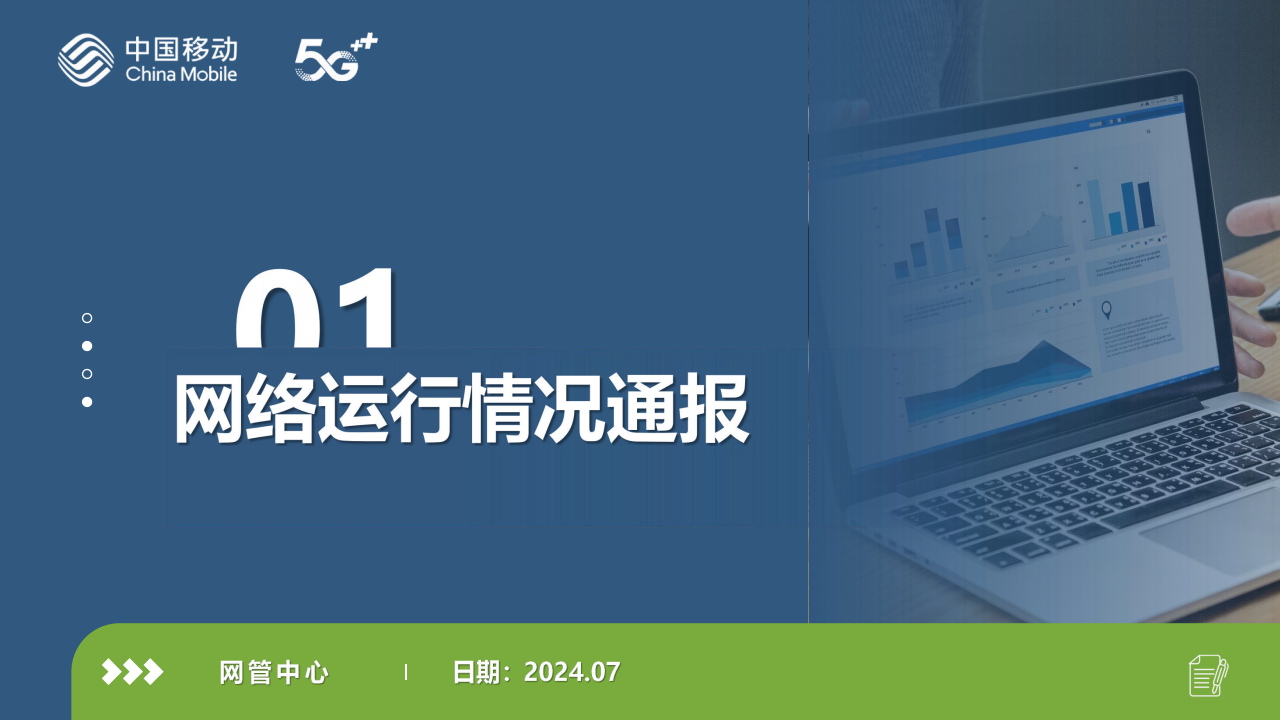 中国移动
China Mobile
5G++
01
网络运行情况通报
网管中心
日期：2024.07